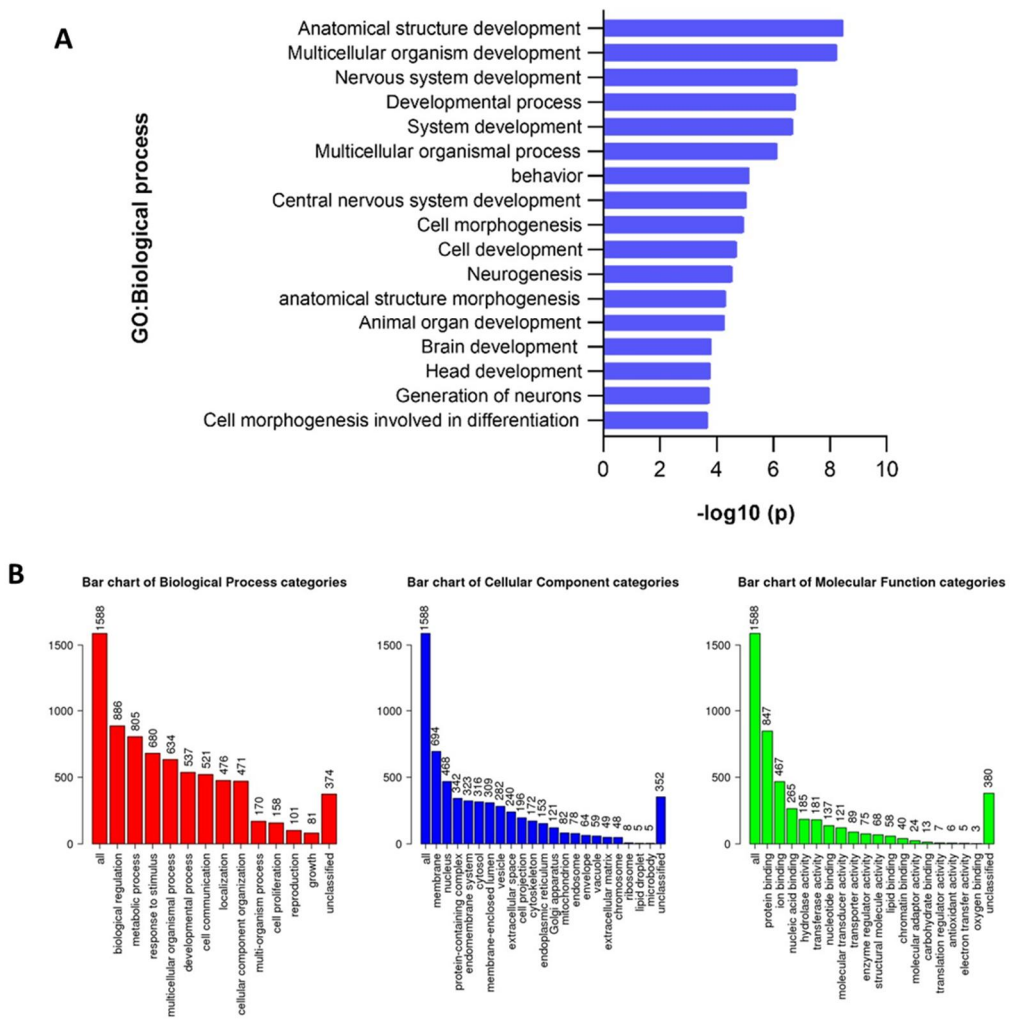 A
GO:Biological process
Anatomical structure development
Multicellular organism development
Nervous system development
Developmental process
System development
Multicellular organismal process
behavior
Central nervous system development
Cell morphogenesis
Cell development
Neurogenesis
anatomical structure morphogenesis
Animal organ development
Brain development
Head development
Generation of neurons
Cell morphogenesis involved in differentiation
0 2 4 6 8 10
-log10 (p)
B
Bar chart of Biological Process categories
1500
1000
500
0
1588
886
805
680
634
537
521
476
471
170
158
101
81
374
all
biological regulation
metabolic process
response to stimulus
multicellular organismal process
developmental process
cell communication
localization
cellular component organization
multi-organism process
cell proliferation
reproduction
growth
unclassified
Bar chart of Cellular Component categories
1500
1000
500
0
1588
694
468
342
323
316
309
282
240
196
172
153
121
82
78
64
59
49
48
8
5
5
352
all
membrane
nucleus
protein-containing complex
endomembrane system
cytosol
membrane-enclosed lumen
vesicle
extracellular space
cell projection
cytoskeleton
endoplasmic reticulum
Golgi apparatus
mitochondrion
endosome
envelope
vacuole
extracellular matrix
chromosome
ribosome
lipid droplet
microbody
unclassified
Bar chart of Molecular Function categories
1500
1000
500
0
1588
847
467
265
185
181
137
121
89
75
68
58
40
24
13
7
6
5
3
380
all
protein binding
ion binding
nucleic acid binding
hydrolase activity
transferase activity
nucleotide binding
molecular transducer activity
transporter activity
enzyme regulator activity
structural molecule activity
lipid binding
chromatin binding
molecular adaptor activity
carbohydrate binding
translation regulator activity
antioxidant activity
electron transfer activity
oxygen binding
unclassified